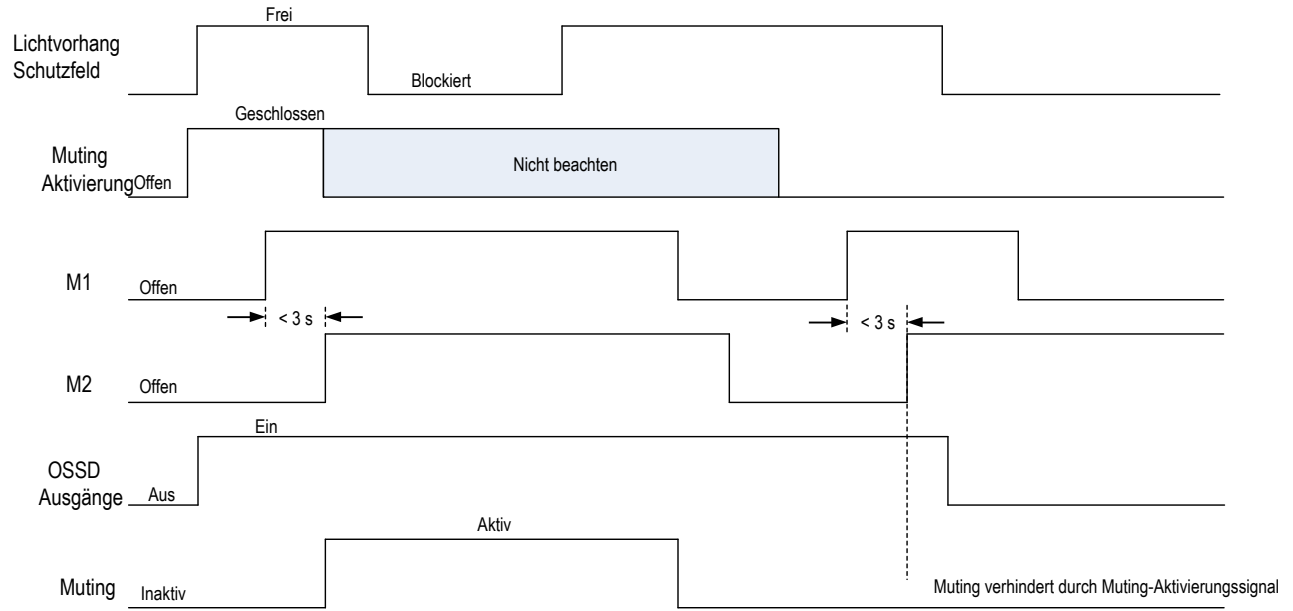 Frei
Lichtvorhang
Schutzfeld
Blockiert
Geschlossen
Muting
Aktivierung
Offen
Nicht beachten
M1
Offen
< 3 s
< 3 s
M2
Offen
Ein
OSSD
Ausgänge
Aus
Aktiv
Muting
Inaktiv
Muting verhindert durch Muting-Aktivierungssignal